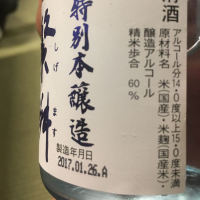 清酒
アルコール分14.0度以上15.0度未満
原材料名 米(国産)・米麹(国産米)・
醸造アルコール
精米歩合 60%
特別本醸造
しげ
ます
製造年月日
2017.01.26.A